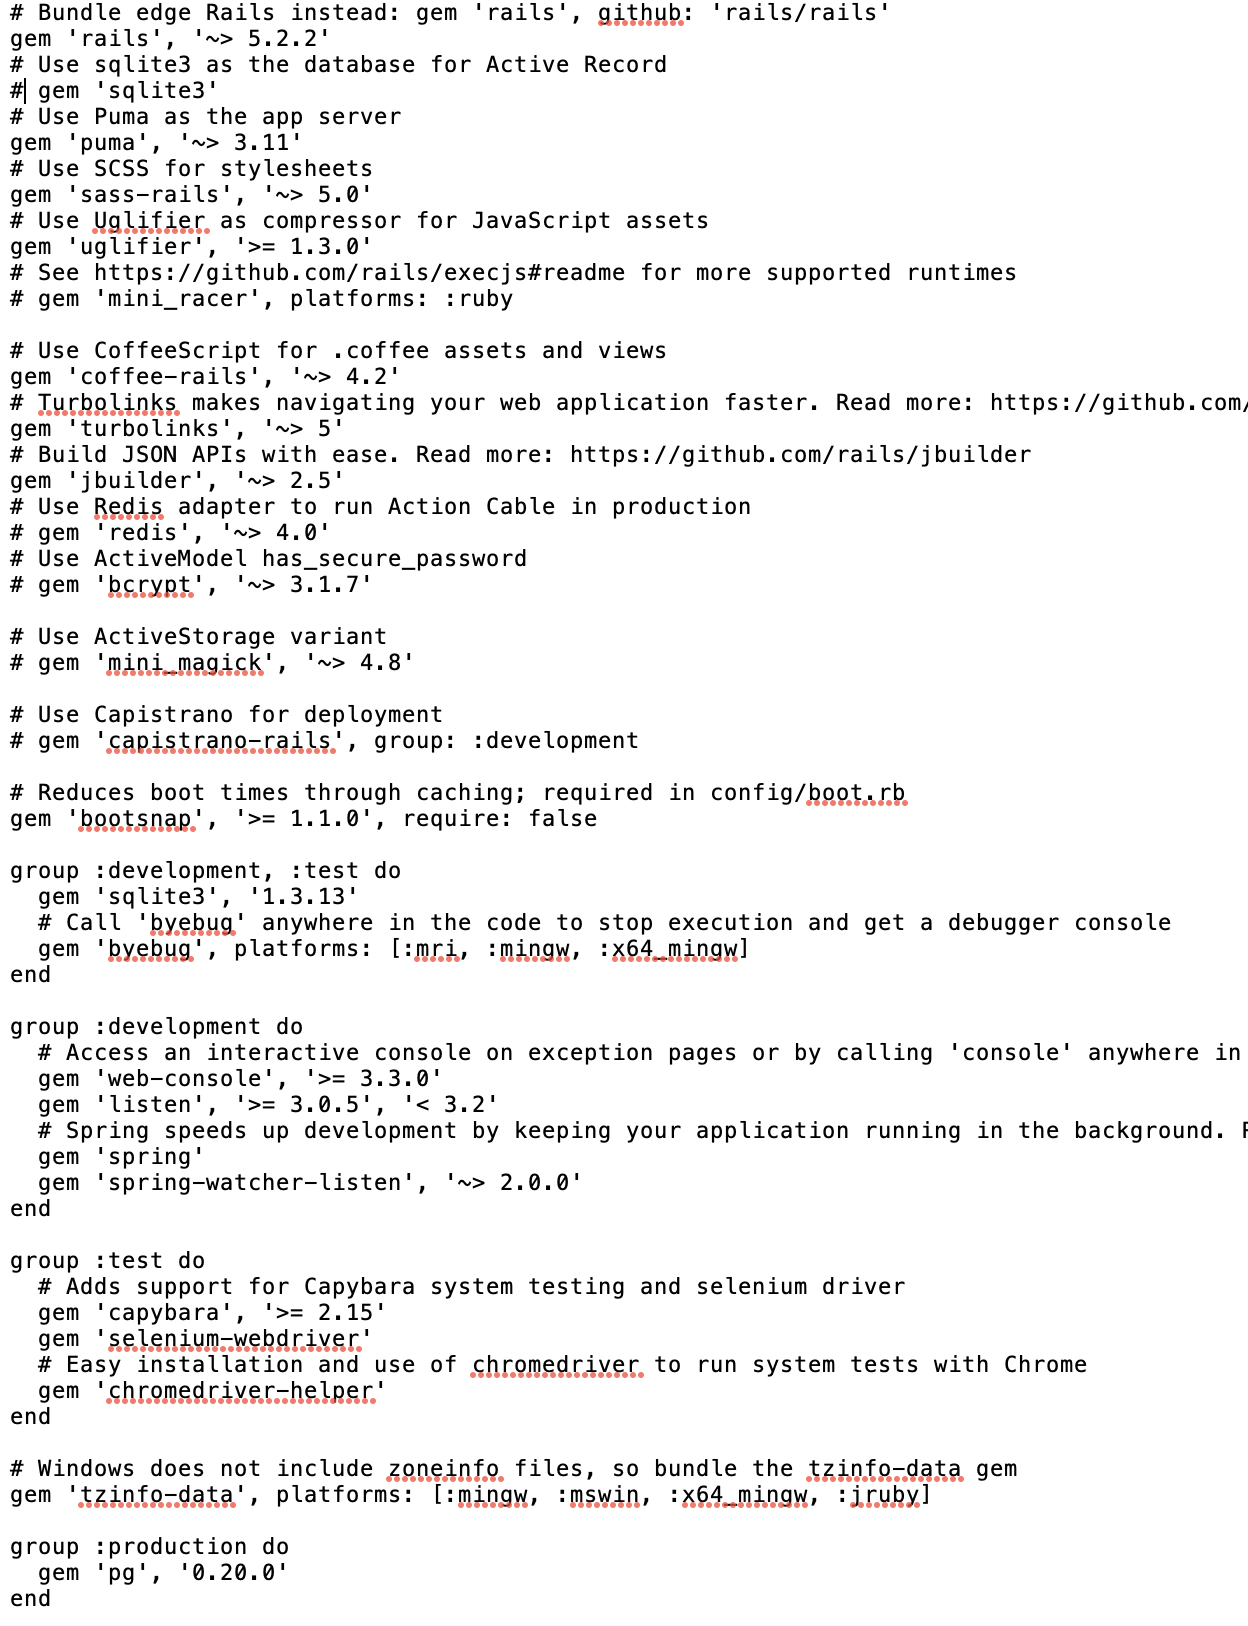 # Bundle edge Rails instead: gem 'rails', github: 'rails/rails'
gem 'rails', '~> 5.2.2'
# Use sqlite3 as the database for Active Record
# gem 'sqlite3'
# Use Puma as the app server
gem 'puma', '~> 3.11'
# Use SCSS for stylesheets
gem 'sass-rails', '~> 5.0'
# Use Uglifier as compressor for JavaScript assets
gem 'uglifier', '>= 1.3.0'
# See https://github.com/rails/execjs#readme for more supported runtimes
# gem 'mini_racer', platforms: :ruby

# Use CoffeeScript for .coffee assets and views
gem 'coffee-rails', '~> 4.2'
# Turbolinks makes navigating your web application faster. Read more: https://github.com/
gem 'turbolinks', '~> 5'
# Build JSON APIs with ease. Read more: https://github.com/rails/jbuilder
gem 'jbuilder', '~> 2.5'
# Use Redis adapter to run Action Cable in production
# gem 'redis', '~> 4.0'
# Use ActiveModel has_secure_password
# gem 'bcrypt', '~> 3.1.7'

# Use ActiveStorage variant
# gem 'mini_magick', '~> 4.8'

# Use Capistrano for deployment
# gem 'capistrano-rails', group: :development

# Reduces boot times through caching; required in config/boot.rb
gem 'bootsnap', '>= 1.1.0', require: false

group :development, :test do
  gem 'sqlite3', '1.3.13'
  # Call 'byebug' anywhere in the code to stop execution and get a debugger console
  gem 'byebug', platforms: [:mri, :mingw, :x64_mingw]
end

group :development do
  # Access an interactive console on exception pages or by calling 'console' anywhere in
  gem 'web-console', '>= 3.3.0'
  gem 'listen', '>= 3.0.5', '< 3.2'
  # Spring speeds up development by keeping your application running in the background.
  gem 'spring'
  gem 'spring-watcher-listen', '~> 2.0.0'
end

group :test do
  # Adds support for Capybara system testing and selenium driver
  gem 'capybara', '>= 2.15'
  gem 'selenium-webdriver'
  # Easy installation and use of chromedriver to run system tests with Chrome
  gem 'chromedriver-helper'
end

# Windows does not include zoneinfo files, so bundle the tzinfo-data gem
gem 'tzinfo-data', platforms: [:mingw, :mswin, :x64_mingw, :jruby]

group :production do
  gem 'pg', '0.20.0'
end